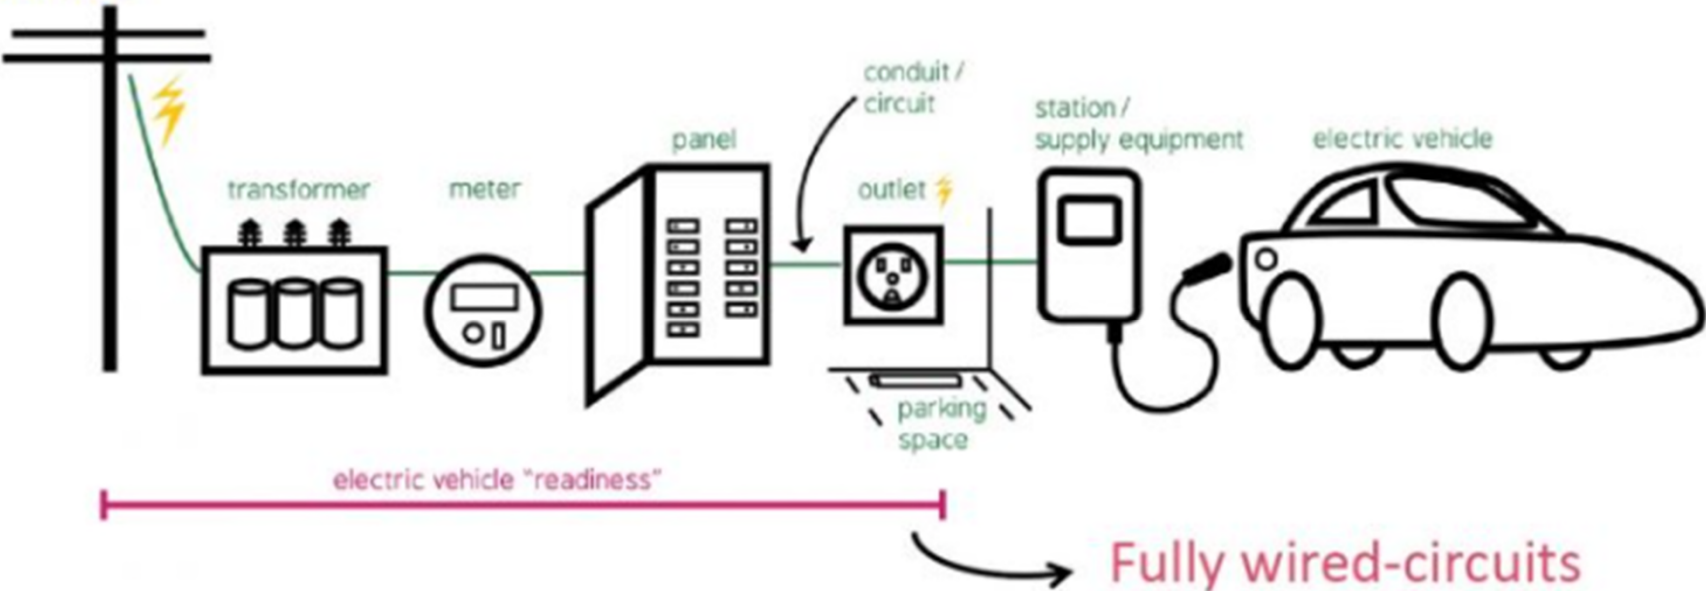 conduit/
circuit
station/
supply equipment
panel
electric vehicle
transformer
meter
outlet
parking
space
electric vehicle “readiness”
Fully wired-circuits